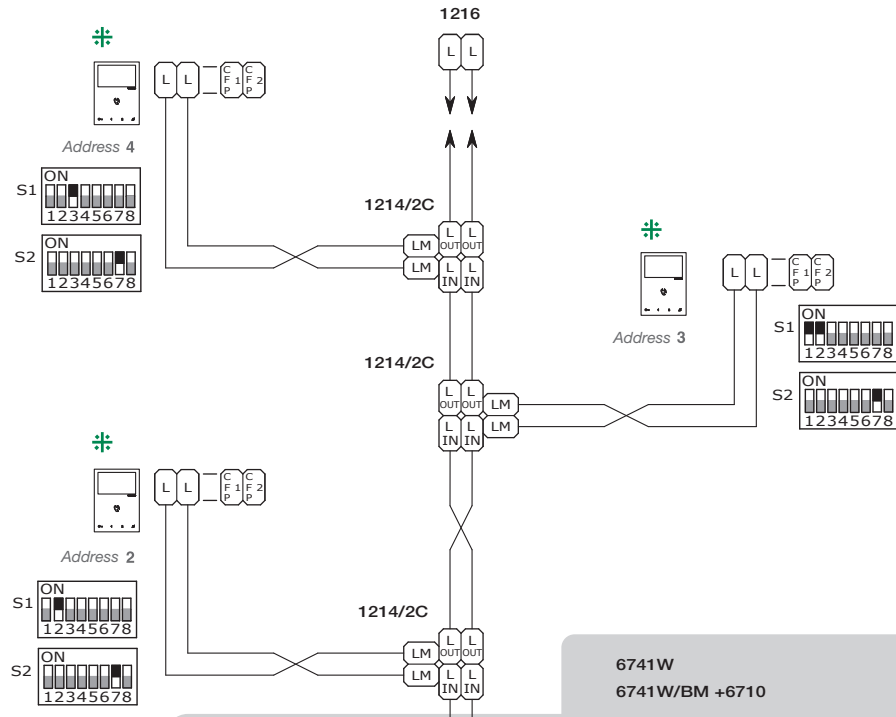 1216
L L
L L C F P 1 C F P 2
Address 4
S1 ON
12345678
S2 ON
12345678
1214/2C
LM L OUT L OUT
LM L IN L IN
L L C F P 1 C F P 2
Address 3
S1 ON
12345678
S2 ON
12345678
1214/2C
L OUT L OUT LM
L IN L IN LM
L L C F P 1 C F P 2
Address 2
S1 ON
12345678
S2 ON
12345678
1214/2C
LM L OUT L OUT
LM L IN L IN
6741W
6741W/BM +6710